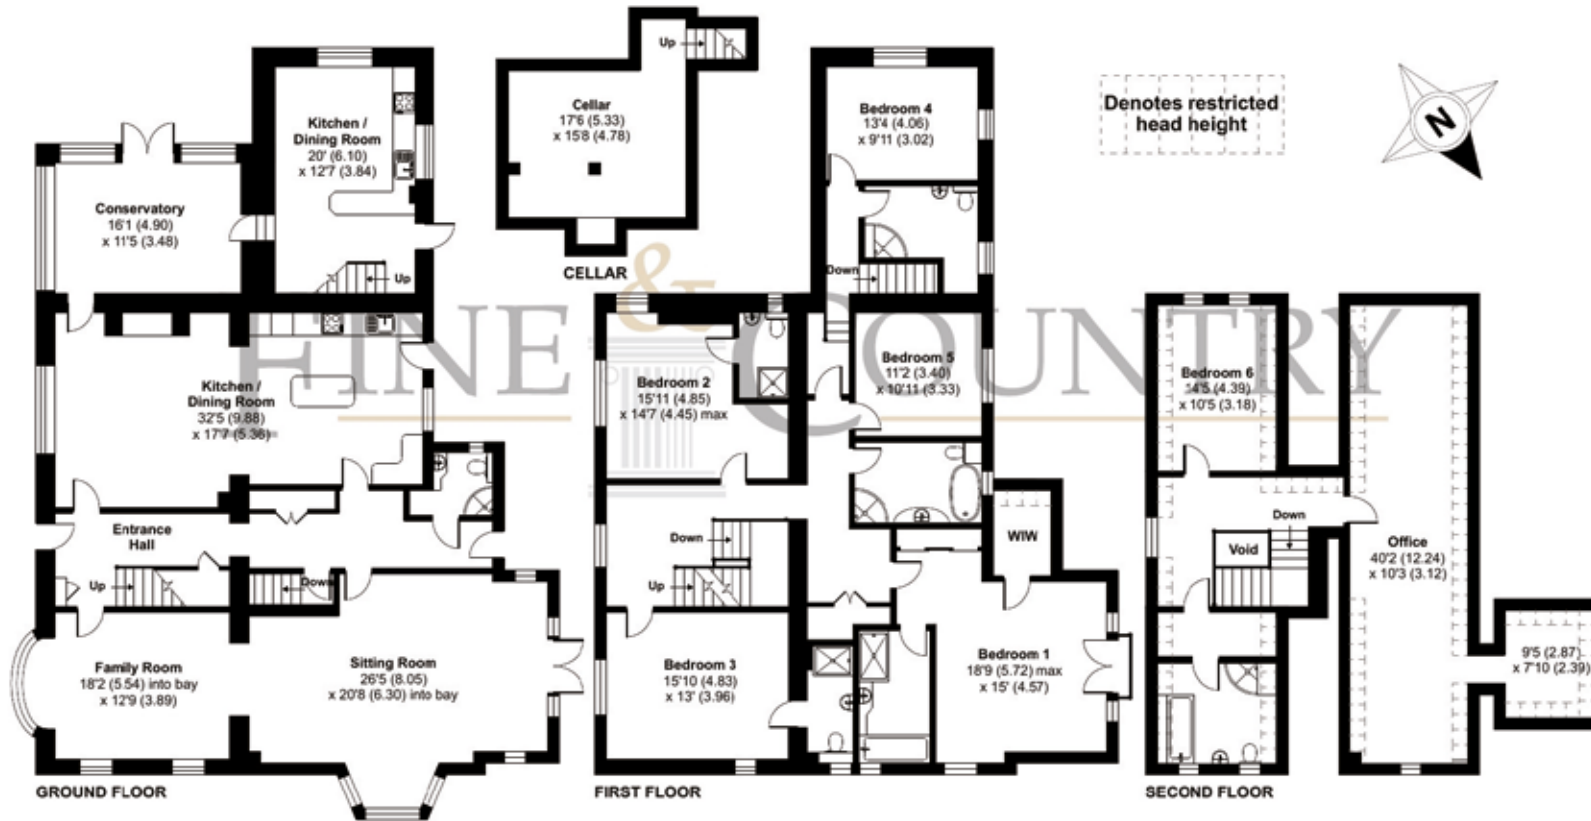 Kitchen /
Dining Room
20' (6.10)
x 12'7 (3.84)
Up
Conservatory
16'1 (4.90)
x 11'5 (3.48)
Kitchen /
Dining Room
32'5 (9.88)
x 17'7 (5.36)
Entrance
Hall
Up
Down
Family Room
18'2 (5.54) into bay
x 12'9 (3.89)
Sitting Room
26'5 (8.05)
x 20'8 (6.30) into bay
GROUND FLOOR
Up
Cellar
17'6 (5.33)
x 15'8 (4.78)
CELLAR
Bedroom 4
13'4 (4.06)
x 9'11 (3.02)
Down
Bedroom 2
15'11 (4.85)
x 14'7 (4.45) max
Bedroom 5
11'2 (3.40)
x 10'11 (3.33)
Down
Up
WIW
Bedroom 3
15'10 (4.83)
x 13' (3.96)
Bedroom 1
18'9 (5.72) max
x 15' (4.57)
FIRST FLOOR
Denotes restricted
head height
N
Bedroom 6
14'5 (4.39)
x 10'5 (3.18)
Down
Void
Office
40'2 (12.24)
x 10'3 (3.12)
9'5 (2.87)
x 7'10 (2.39)
SECOND FLOOR
FINE & COUNTRY